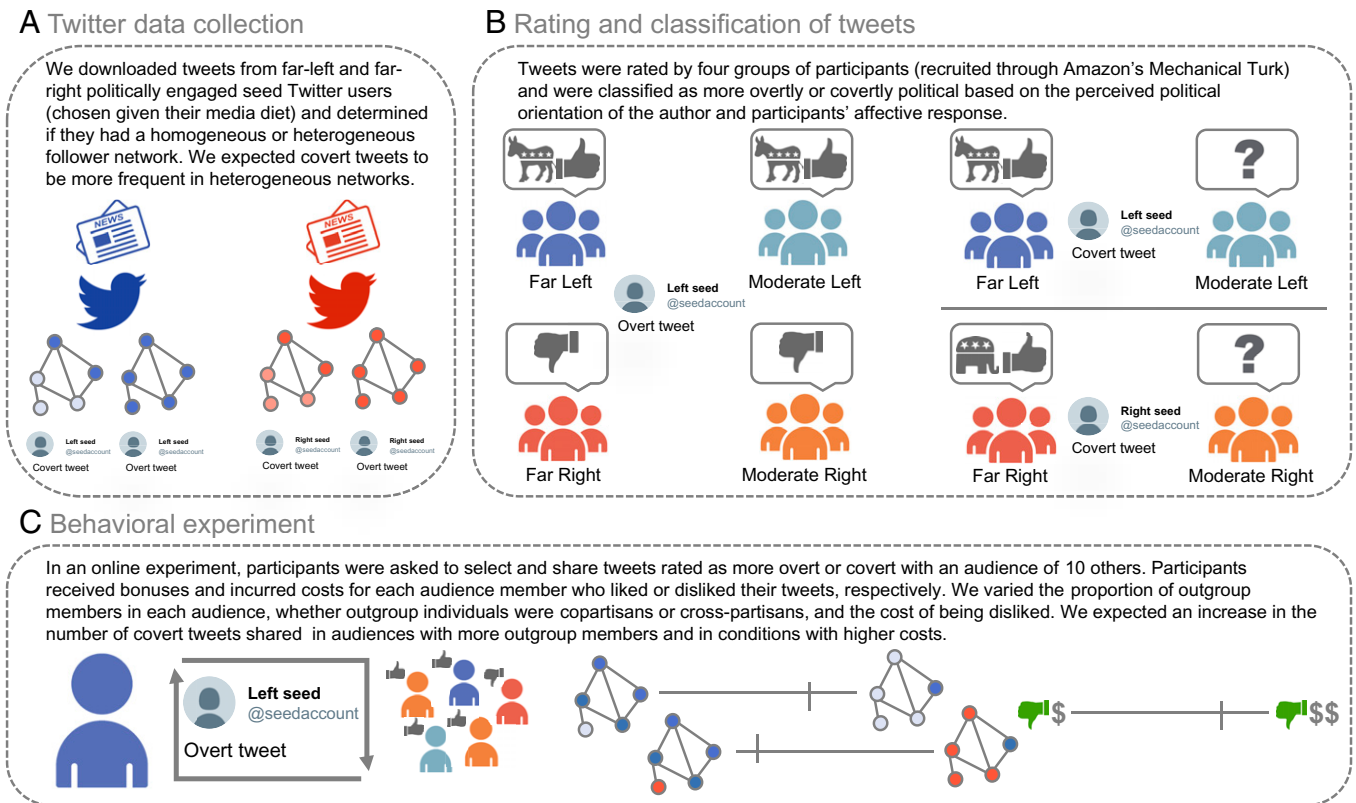 A Twitter data collection
We downloaded tweets from far-left and far-
right politically engaged seed Twitter users
(chosen given their media diet) and determined
if they had a homogeneous or heterogeneous
follower network. We expected covert tweets to
be more frequent in heterogeneous networks.
NEWS
NEWS
Left seed
@seedaccount
Covert tweet
Left seed
@seedaccount
Overt tweet
Right seed
@seedaccount
Covert tweet
Right seed
@seedaccount
Overt tweet
B Rating and classification of tweets
Tweets were rated by four groups of participants (recruited through Amazon's Mechanical Turk)
and were classified as more overtly or covertly political based on the perceived political
orientation of the author and participants' affective response.
?
Far Left
Moderate Left
Left seed
@seedaccount
Overt tweet
Far Right
Moderate Right
Far Left
Left seed
@seedaccount
Covert tweet
Moderate Left
?
Far Right
Right seed
@seedaccount
Covert tweet
Moderate Right
C Behavioral experiment
In an online experiment, participants were asked to select and share tweets rated as more overt or covert with an audience of 10 others. Participants
received bonuses and incurred costs for each audience member who liked or disliked their tweets, respectively. We varied the proportion of outgroup
members in each audience, whether outgroup individuals were copartisans or cross-partisans, and the cost of being disliked. We expected an increase in the
number of covert tweets shared in audiences with more outgroup members and in conditions with higher costs.
Left seed
@seedaccount
Overt tweet
$
$$